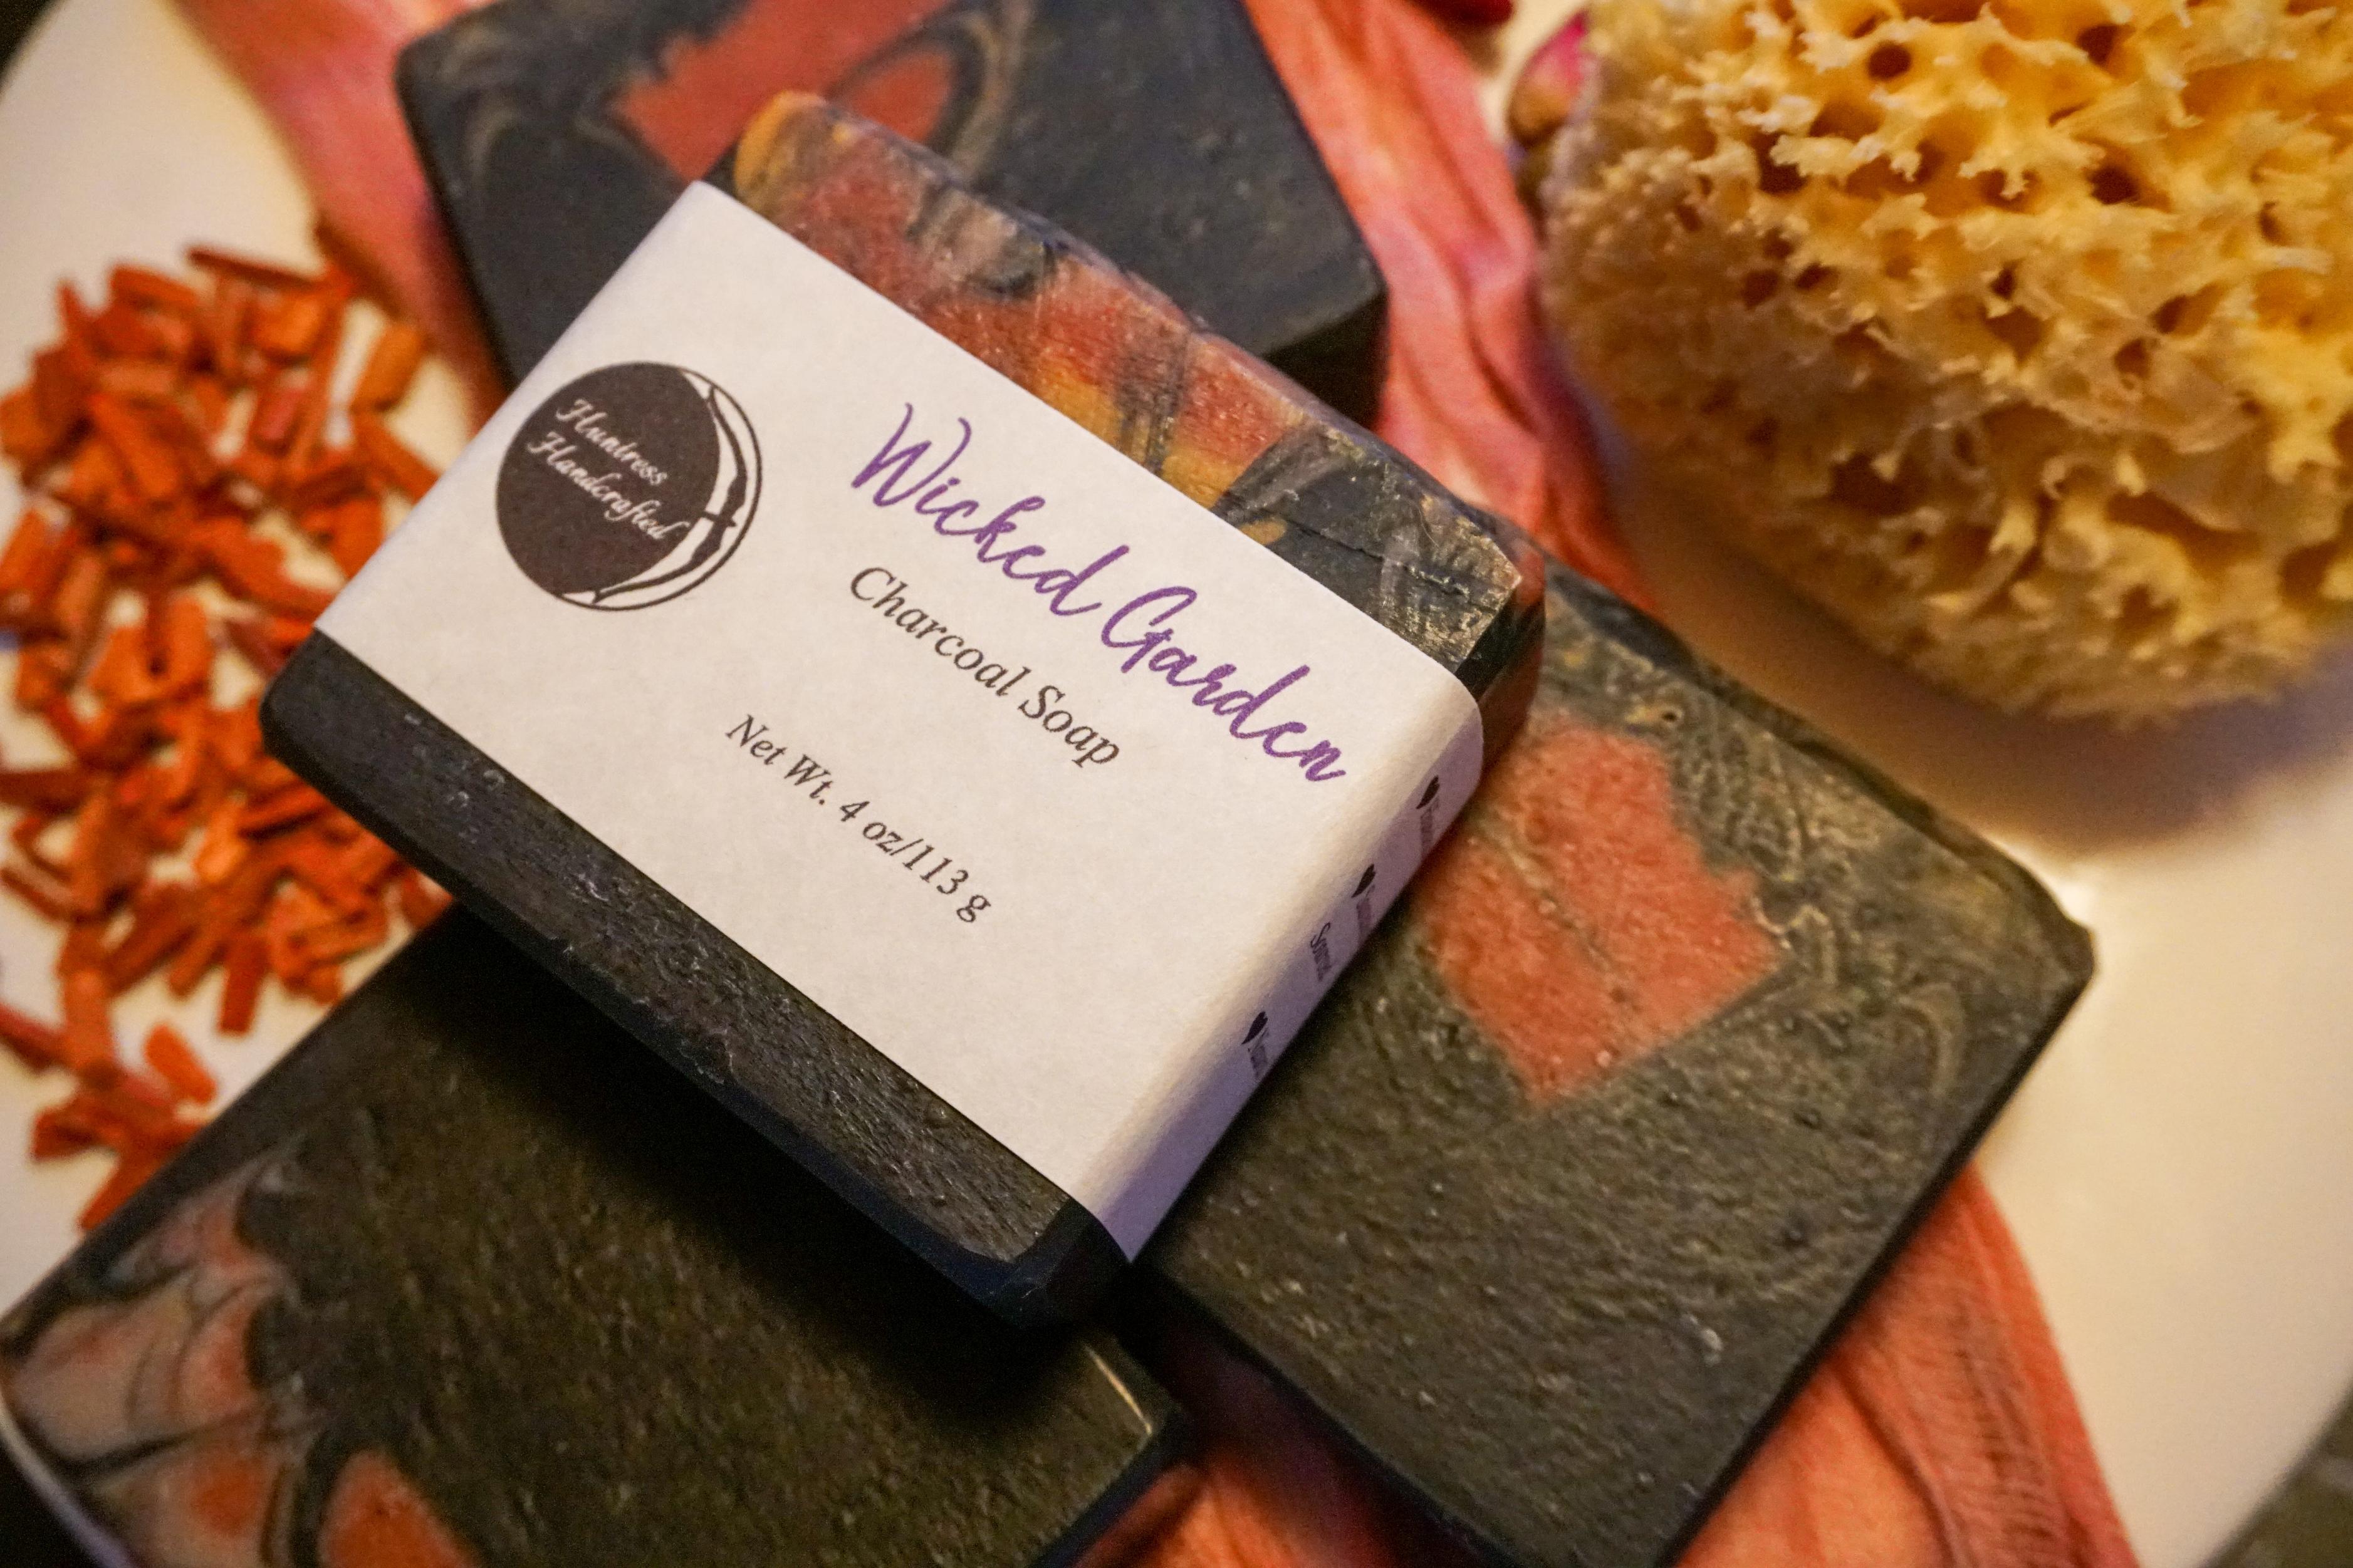 Huntress
Handcrafted
Wicked Garden
Charcoal Soap
Net Wt. 4 oz/113 g